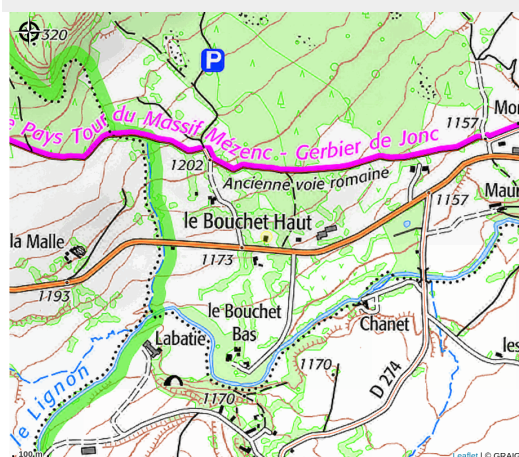 320
P
e Pays Tour du Massif Mézenc - Gerbier de Jonc
1157
Mor
1202
Ancienne voie romaine
1157
Maur
le Bouchet Haut
la Malle
1173
1193
le Bouchet
Bas
Chanet
Labatie
les
1170
D 274
le Lignon
1170
100 m
Leaflet | © GRAIG